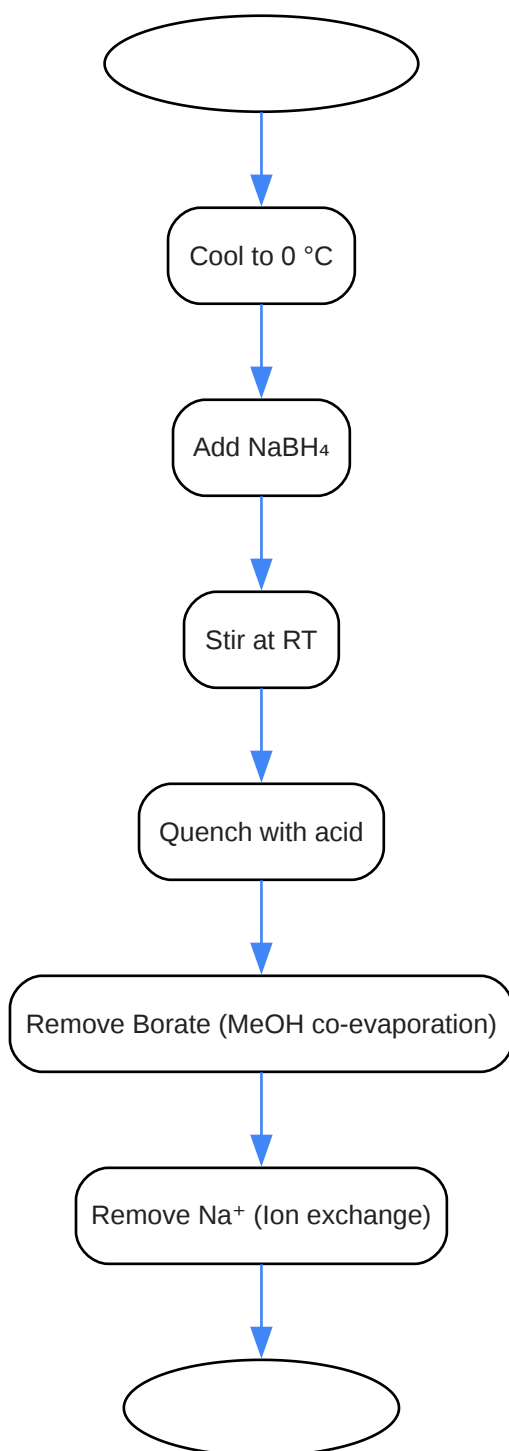 Cool to 0 °C
Add NaBH₄
Stir at RT
Quench with acid
Remove Borate (MeOH co-evaporation)
Remove Na⁺ (Ion exchange)